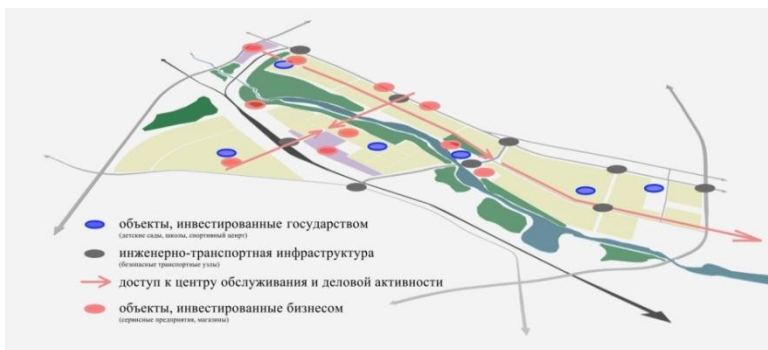 объекты, инвестированные государством
(детские сады, школы, спортивный центр)
инженерно-транспортная инфраструктура
(безопасные транспортные узлы)
доступ к центру обслуживания и деловой активности
объекты, инвестированные бизнесом
(сервисные предприятия, магазины)